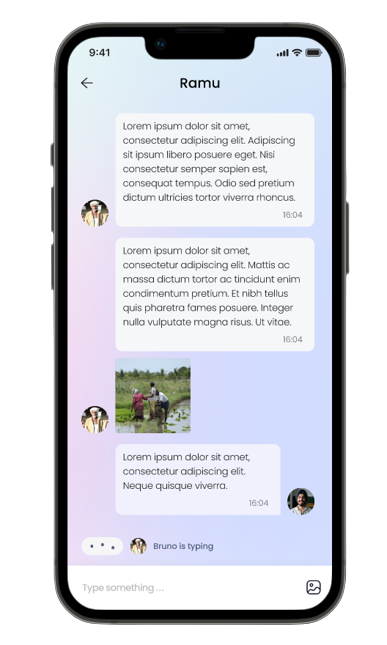 9:41
Ramu
Lorem ipsum dolor sit amet,
consectetur adipiscing elit. Adipiscing
sit ipsum libero posuere eget. Nisi
consectetur semper sapien est,
consequat tempus. Odio sed pretium
dictum ultricies tortor viverra rhoncus.
16:04
Lorem ipsum dolor sit amet,
consectetur adipiscing elit. Mattis ac
massa dictum tortor ac tincidunt enim
condimentum pretium. Et nibh tellus
quis pharetra fames posuere. Integer
nulla vulputate magna risus. Ut vitae.
16:04
Lorem ipsum dolor sit amet,
consectetur adipiscing elit.
Neque quisque viverra.
16:04
Bruno is typing
Type something ...